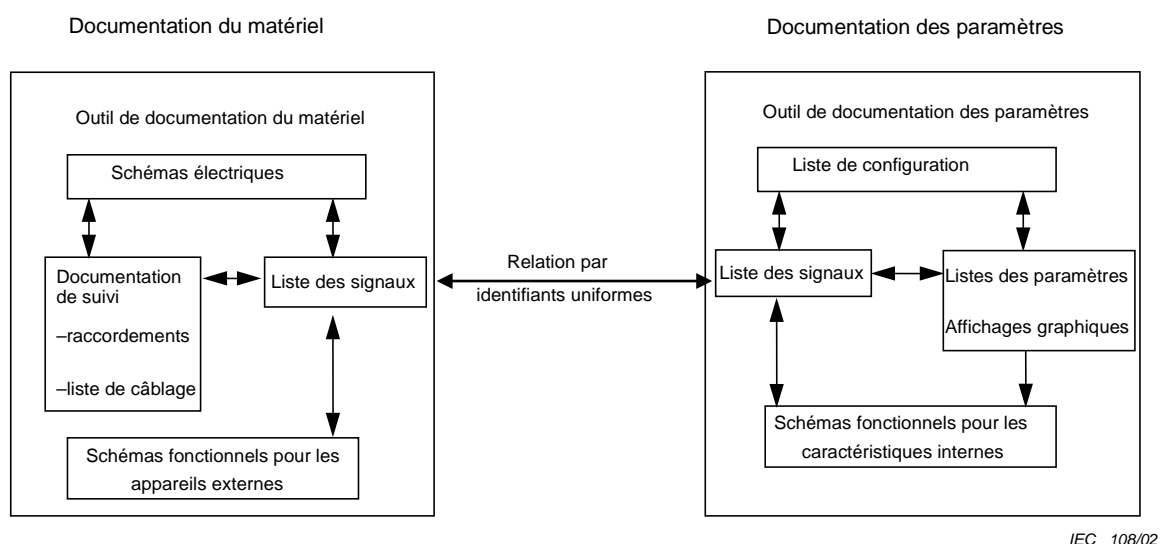 Documentation du matériel
Documentation des paramètres
Outil de documentation du matériel
Schémas électriques
Documentation
de suivi
–raccordements
–liste de câblage
Liste des signaux
Schémas fonctionnels pour les
appareils externes
Relation par
identifiants uniformes
Outil de documentation des paramètres
Liste de configuration
Liste des signaux
Listes des paramètres
Affichages graphiques
Schémas fonctionnels pour les
caractéristiques internes
IEC 108/02